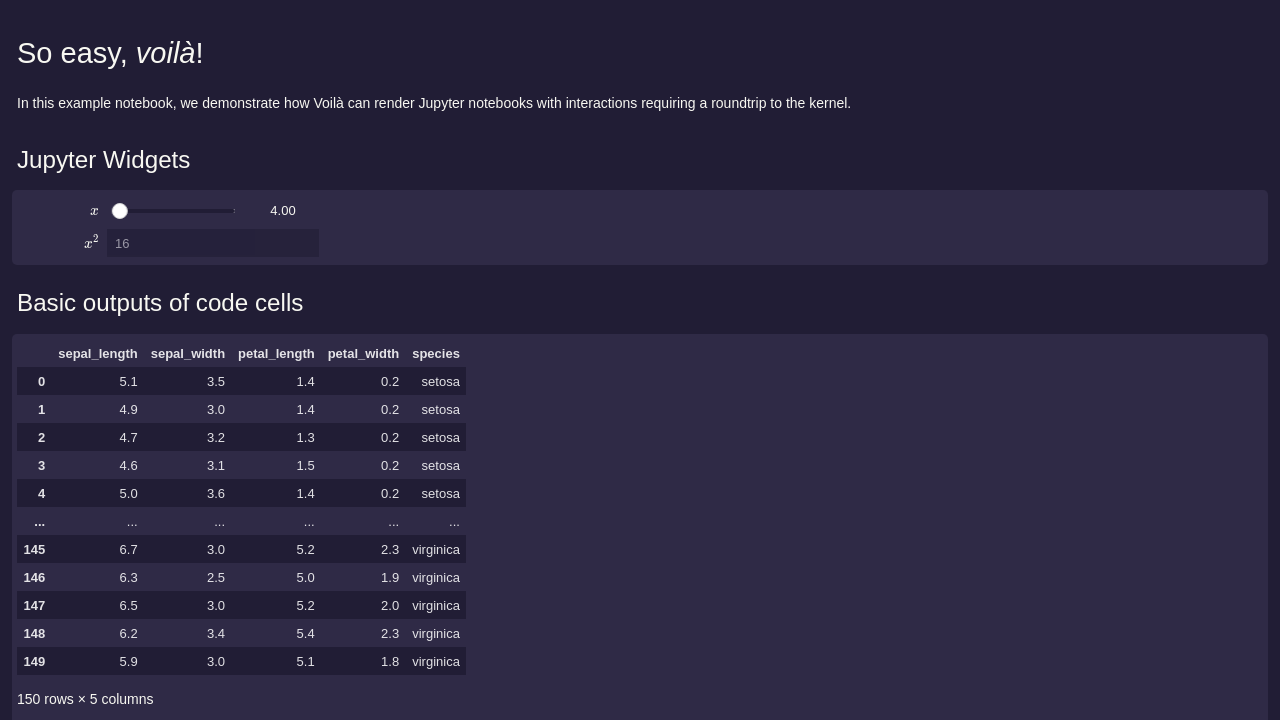 So easy, voilà!
In this example notebook, we demonstrate how Voilà can render Jupyter notebooks with interactions requiring a roundtrip to the kernel.
Jupyter Widgets
x 4.00
x² 16
Basic outputs of code cells
sepal_length sepal_width petal_length petal_width species
0 5.1 3.5 1.4 0.2 setosa
1 4.9 3.0 1.4 0.2 setosa
2 4.7 3.2 1.3 0.2 setosa
3 4.6 3.1 1.5 0.2 setosa
4 5.0 3.6 1.4 0.2 setosa
... ... ... ... ... ...
145 6.7 3.0 5.2 2.3 virginica
146 6.3 2.5 5.0 1.9 virginica
147 6.5 3.0 5.2 2.0 virginica
148 6.2 3.4 5.4 2.3 virginica
149 5.9 3.0 5.1 1.8 virginica
150 rows × 5 columns